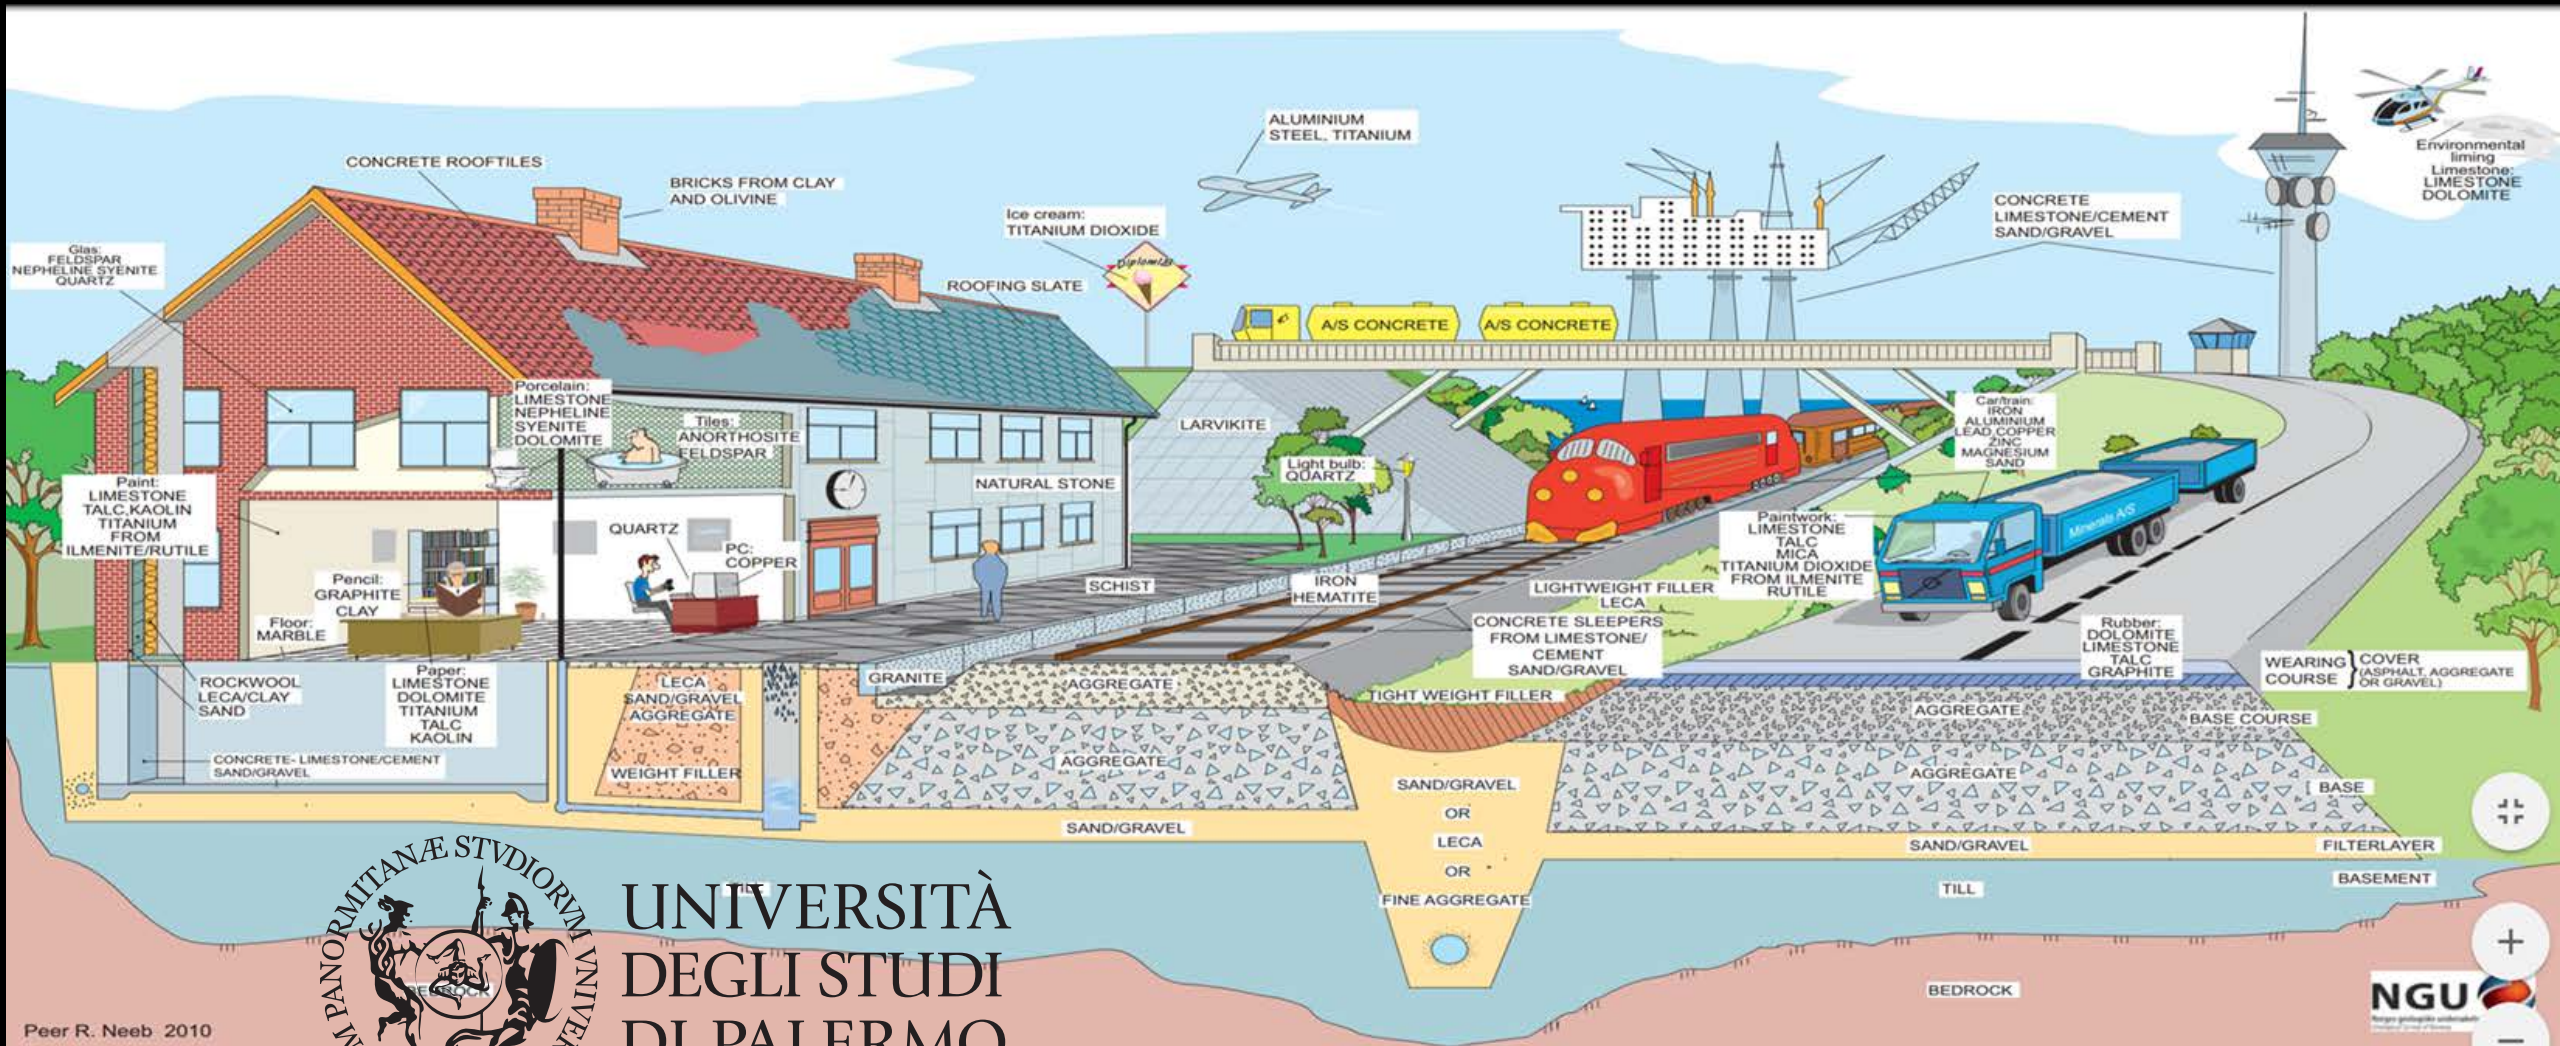 CONCRETE ROOFTILES
BRICKS FROM CLAY
AND OLIVINE
ALUMINIUM
STEEL, TITANIUM
Ice cream:
TITANIUM DIOXIDE
ROOFING SLATE
CONCRETE
LIMESTONE/CEMENT
SAND/GRAVEL
Environmental
liming
Limestone:
LIMESTONE
DOLOMITE
Glas:
FELDSPAR
NEPHELINE SYENITE
QUARTZ
A/S CONCRETE
A/S CONCRETE
Porcelain:
LIMESTONE
NEPHELINE
SYENITE
DOLOMITE
Tiles:
ANORTHOSITE
FELDSPAR
LARVIKITE
Light bulb:
QUARTZ
Car/train:
IRON
ALUMINIUM
LEAD,COPPER
ZINC
MAGNESIUM
SAND
Paint:
LIMESTONE
TALC,KAOLIN
TITANIUM
FROM
ILMENITE/RUTILE
NATURAL STONE
QUARTZ
PC:
COPPER
Pencil:
GRAPHITE
CLAY
Floor:
MARBLE
SCHIST
IRON
HEMATITE
Paintwork:
LIMESTONE
TALC
MICA
TITANIUM DIOXIDE
FROM ILMENITE
RUTILE
Minerals A/S
LIGHTWEIGHT FILLER
LECA
CONCRETE SLEEPERS
FROM LIMESTONE/
CEMENT
SAND/GRAVEL
Rubber:
DOLOMITE
LIMESTONE
TALC
GRAPHITE
WEARING COURSE
COVER
(ASPHALT, AGGREGATE
OR GRAVEL)
ROCKWOOL
LECA/CLAY
SAND
Paper:
LIMESTONE
DOLOMITE
TITANIUM
TALC
KAOLIN
LECA
SAND/GRAVEL
AGGREGATE
GRANITE
AGGREGATE
TIGHT WEIGHT FILLER
AGGREGATE
BASE COURSE
CONCRETE- LIMESTONE/CEMENT
SAND/GRAVEL
WEIGHT FILLER
AGGREGATE
SAND/GRAVEL
OR
LECA
OR
FINE AGGREGATE
AGGREGATE
BASE
SAND/GRAVEL
SAND/GRAVEL
FILTERLAYER
BASEMENT
TILL
TILL
BEDROCK
BEDROCK
UNIVERSITÀ
DEGLI STUDI
DI PALERMO
PANORMITANÆ STVDIORVM
Peer R. Neeb 2010
NGU